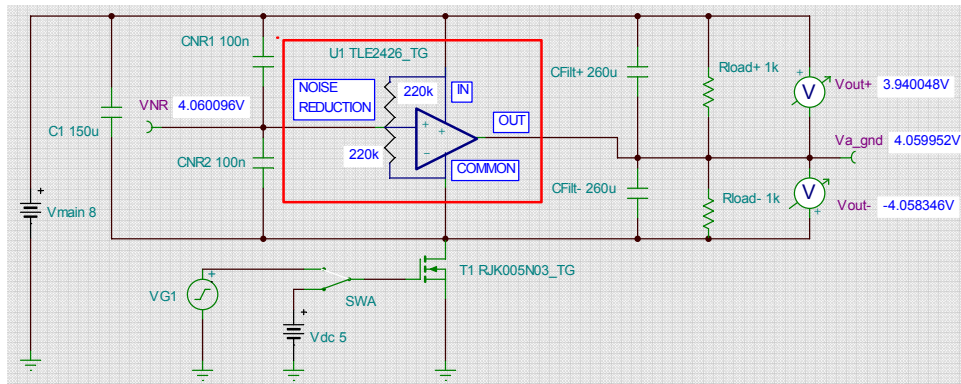 CNR1 100n
U1 TLE2426_TG
NOISE
REDUCTION
220k
IN
CFilt+ 260u
Rload+ 1k
+
V
Vout+ 3.940048V
VNR 4.060096V
C1 150u
+
+
-
OUT
Va_gnd 4.059952V
220k
CNR2 100n
COMMON
CFilt- 260u
Rload- 1k
V
+
Vout- -4.058346V
+
Vmain 8
T1 RJK005N03_TG
+
VG1
SWA
+
Vdc 5